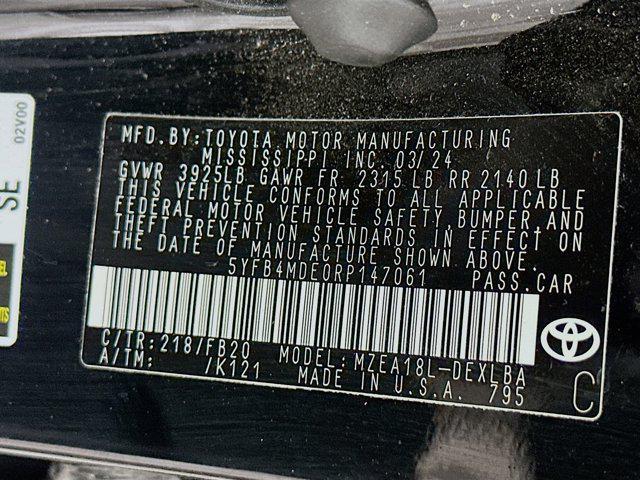 MFD. BY: TOYOTA MOTOR MANUFACTURING
MISSISSIPPI INC. 03/24
GVWR 3925LB GAWR FR. 2315 LB RR 2140 LB
THIS VEHICLE CONFORMS TO ALL APPLICABLE
FEDERAL MOTOR VEHICLE SAFETY, BUMPER, AND
THEFT PREVENTION STANDARDS IN EFFECT ON
THE DATE OF MANUFACTURE SHOWN ABOVE.
5YFB4MDE0RP147061 PASS. CAR
C/TR: 218/FB20 MODEL: MZEA18L-DEXLBA
A/TM: /K121 MADE IN U.S.A. 795
C
02V00
SE